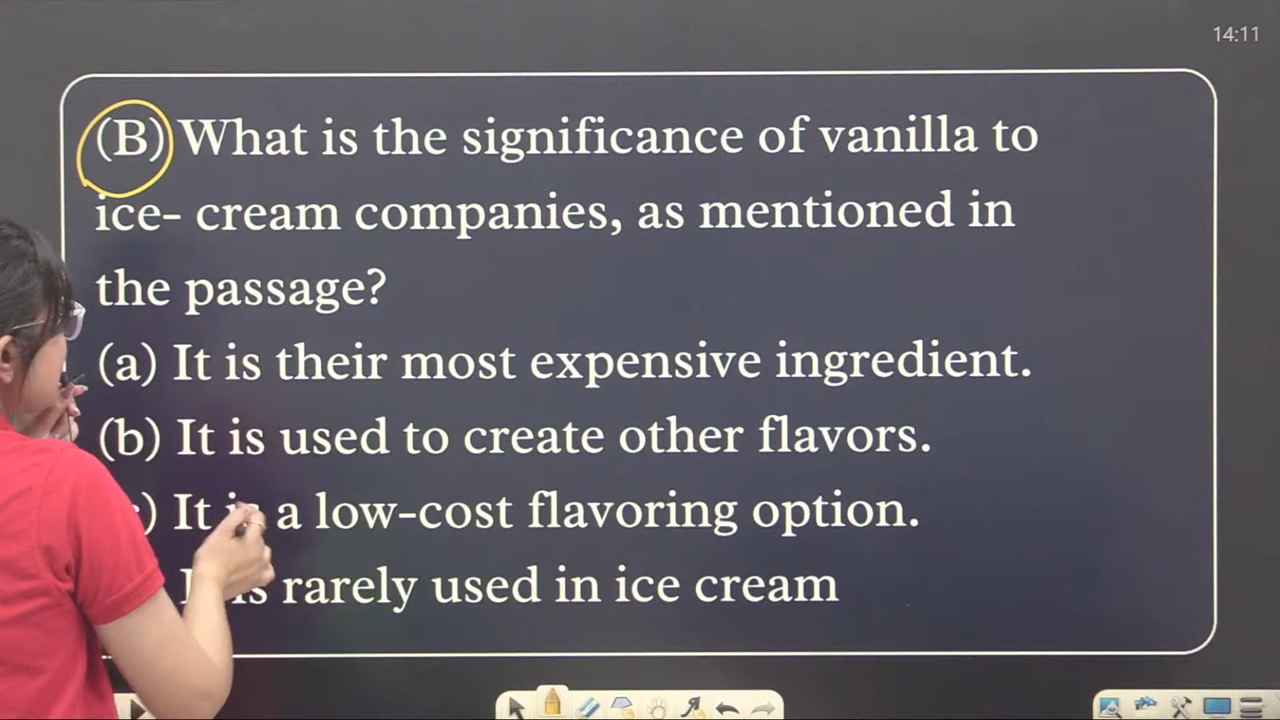 14:11
(B) What is the significance of vanilla to
ice- cream companies, as mentioned in
the passage?
(a) It is their most expensive ingredient.
(b) It is used to create other flavors.
) It is a low-cost flavoring option.
is rarely used in ice cream